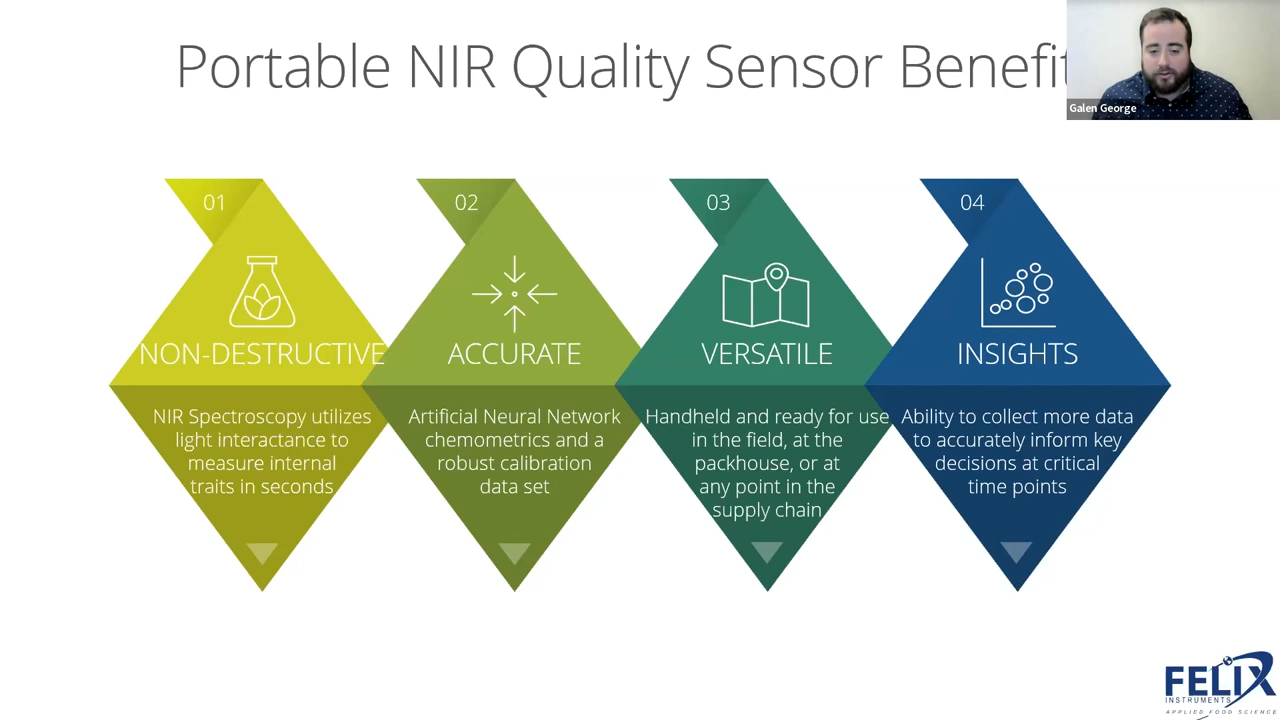 Portable NIR Quality Sensor Benefit
Galen George
01
NON-DESTRUCTIVE
NIR Spectroscopy utilizes
light interactance to
measure internal
traits in seconds
02
ACCURATE
Artificial Neural Network
chemometrics and a
robust calibration
data set
03
VERSATILE
Handheld and ready for use
in the field, at the
packhouse, or at
any point in the
supply chain
04
INSIGHTS
Ability to collect more data
to accurately inform key
decisions at critical
time points
FELIX
INSTRUMENTS
APPLIED FOOD SCIENCE